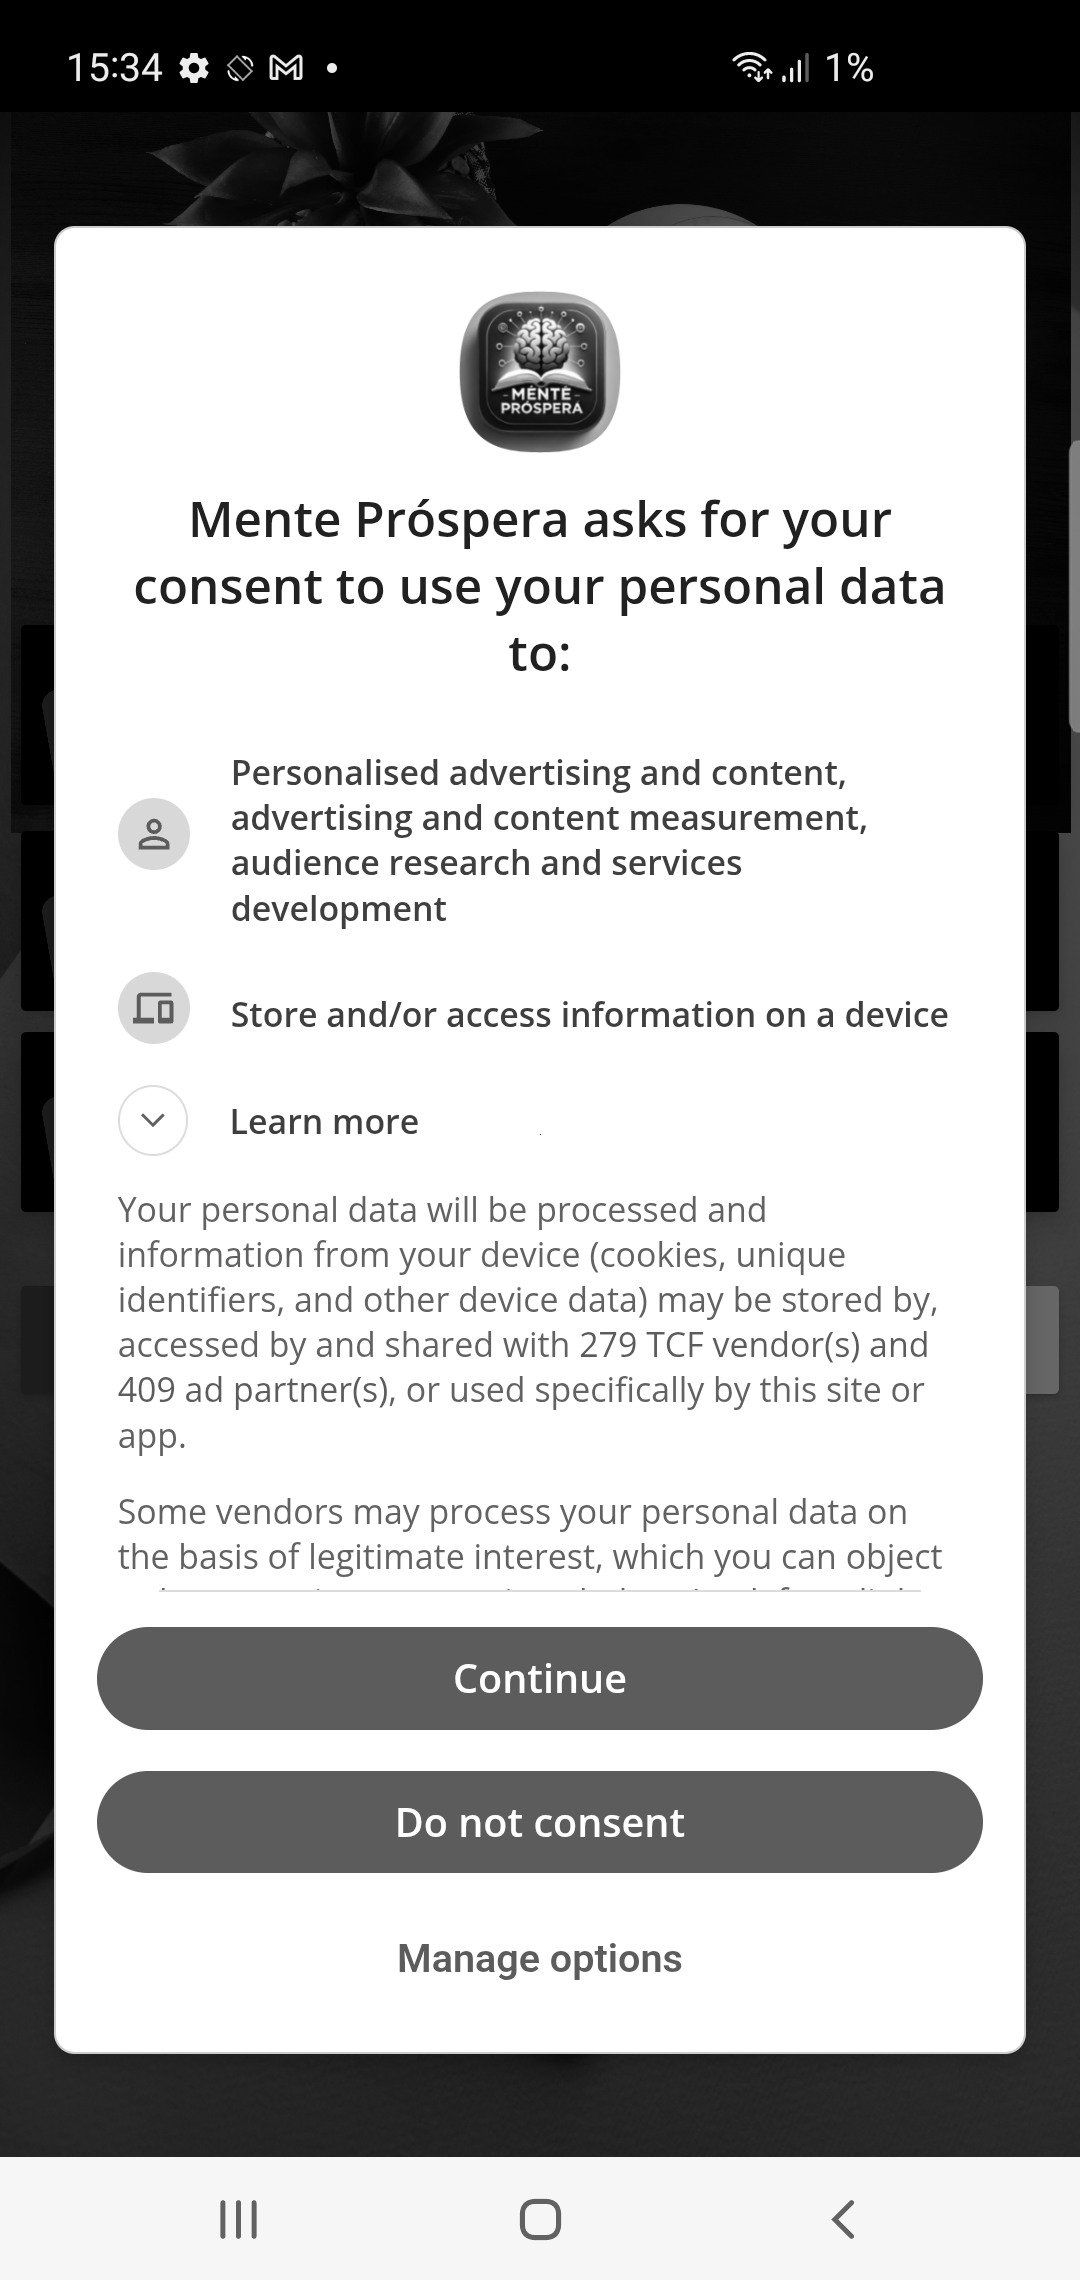 15:34
1%
MENTE
PRÓSPERA
Mente Próspera asks for your
consent to use your personal data
to:
Personalised advertising and content,
advertising and content measurement,
audience research and services
development
Store and/or access information on a device
Learn more
Your personal data will be processed and
information from your device (cookies, unique
identifiers, and other device data) may be stored by,
accessed by and shared with 279 TCF vendor(s) and
409 ad partner(s), or used specifically by this site or
app.
Some vendors may process your personal data on
the basis of legitimate interest, which you can object
Continue
Do not consent
Manage options